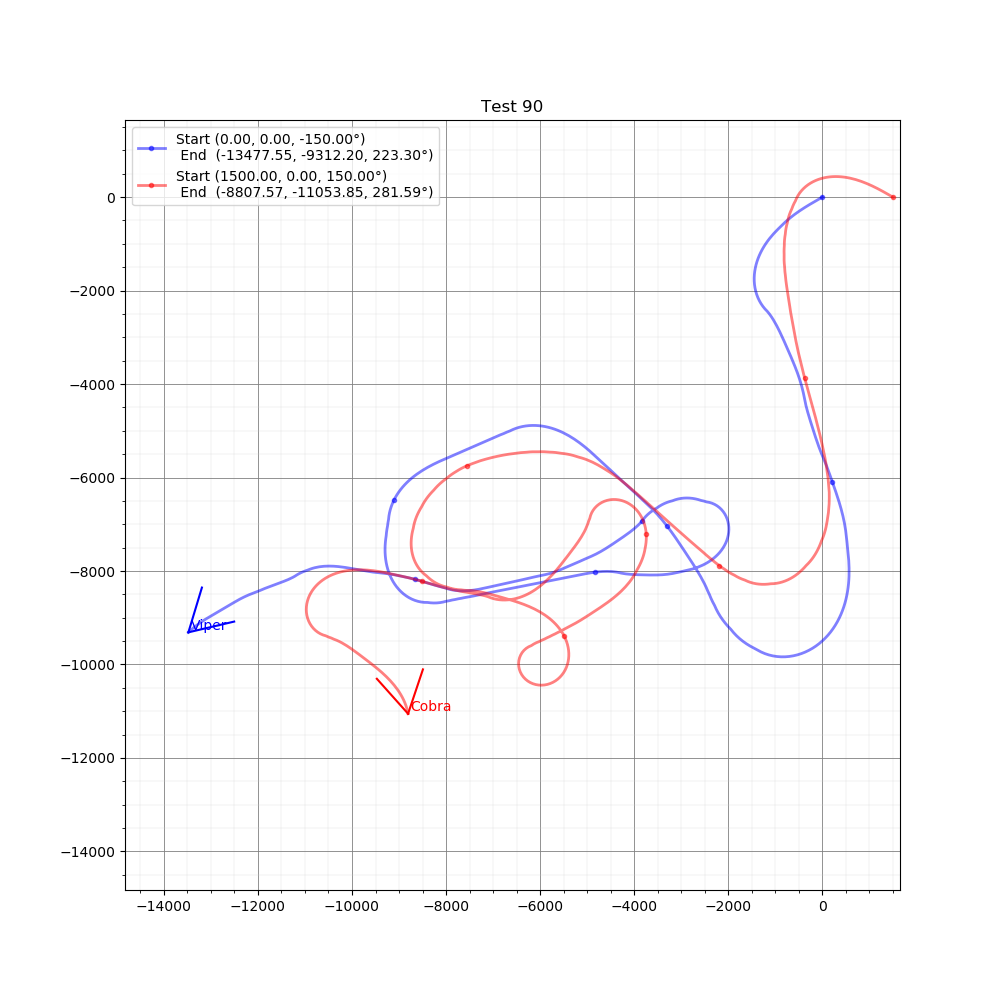 Test 90
Start (0.00, 0.00, -150.00°)
End  (-13477.55, -9312.20, 223.30°)
Start (1500.00, 0.00, 150.00°)
End  (-8807.57, -11053.85, 281.59°)
0
−2000
−4000
−6000
−8000
−10000
−12000
−14000
Viper
Cobra
−14000 −12000 −10000 −8000 −6000 −4000 −2000 0